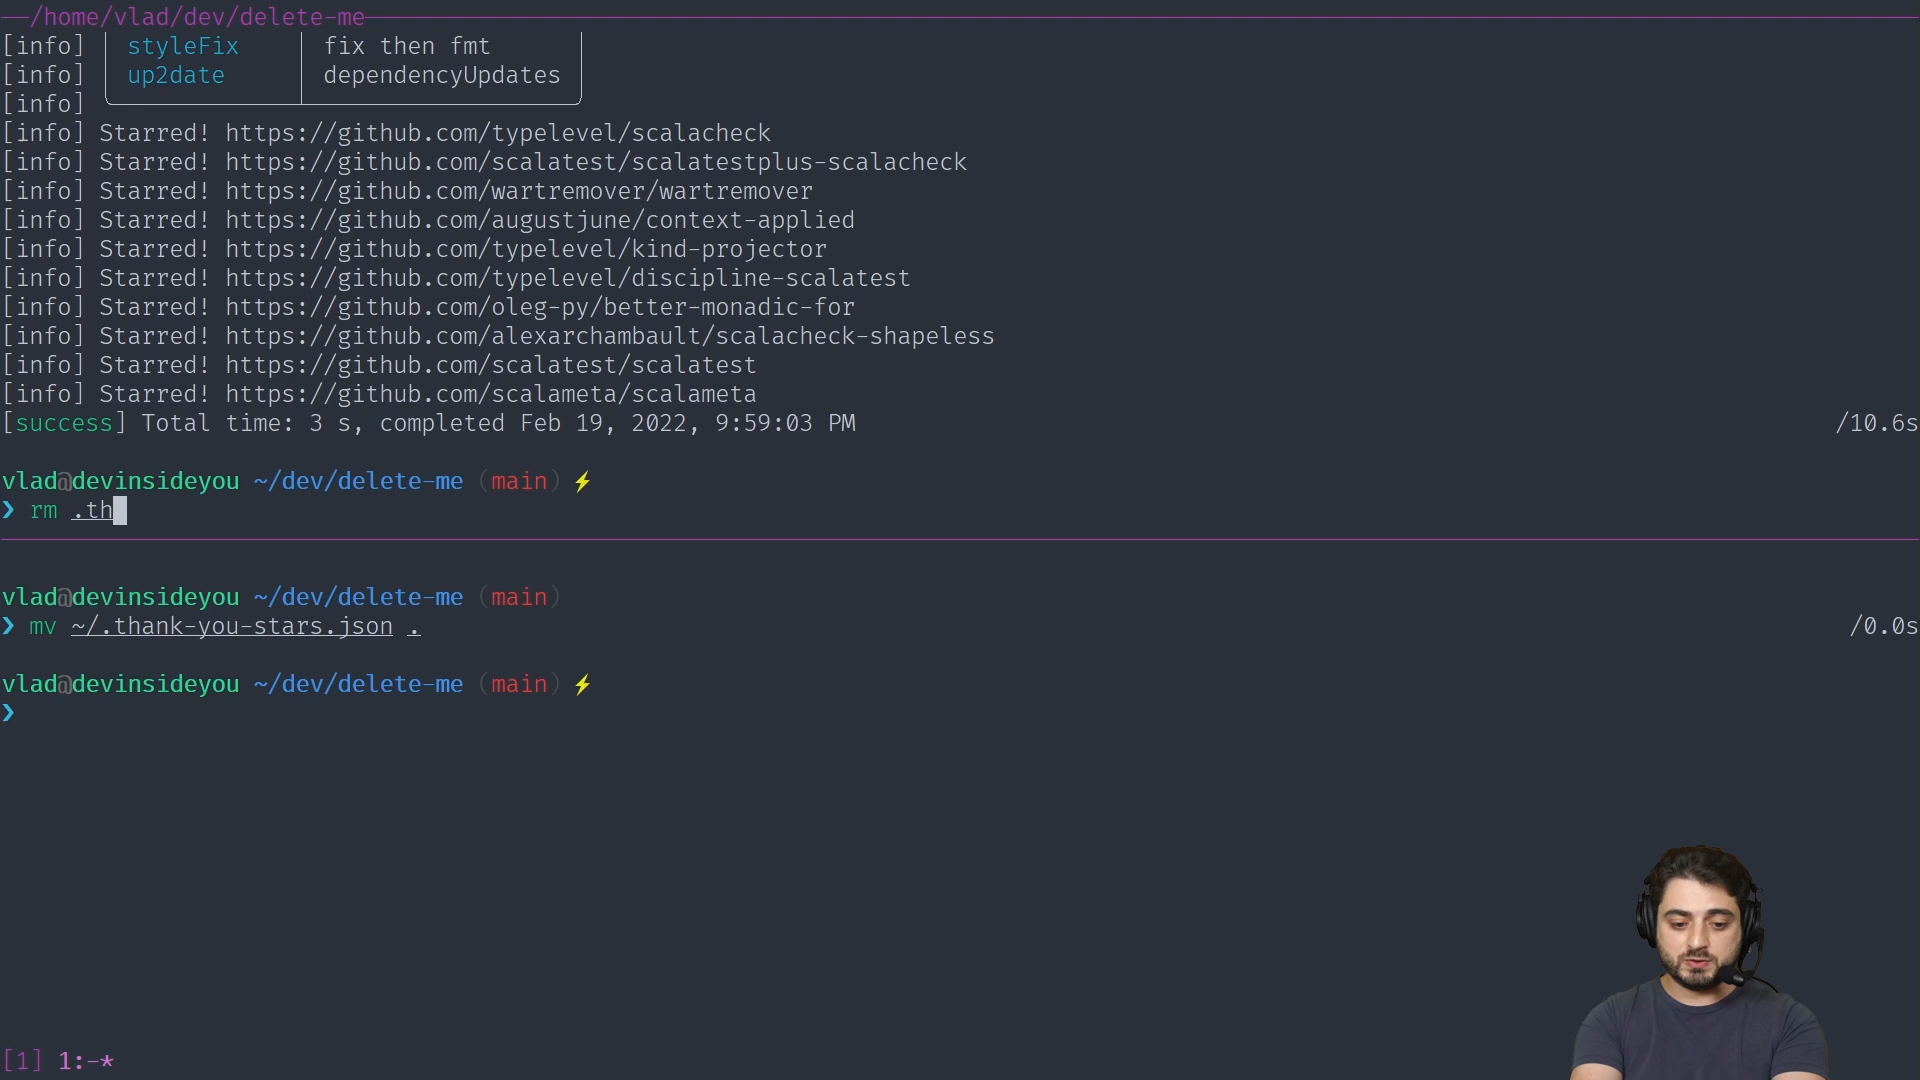 /home/vlad/dev/delete-me
[info] styleFix fix then fmt
[info] up2date dependencyUpdates
[info]
[info] Starred! https://github.com/typelevel/scalacheck
[info] Starred! https://github.com/scalatest/scalatestplus-scalacheck
[info] Starred! https://github.com/wartremover/wartremover
[info] Starred! https://github.com/augustjune/context-applied
[info] Starred! https://github.com/typelevel/kind-projector
[info] Starred! https://github.com/typelevel/discipline-scalatest
[info] Starred! https://github.com/oleg-py/better-monadic-for
[info] Starred! https://github.com/alexarchambault/scalacheck-shapeless
[info] Starred! https://github.com/scalatest/scalatest
[info] Starred! https://github.com/scalameta/scalameta
[success] Total time: 3 s, completed Feb 19, 2022, 9:59:03 PM /10.6s
vlad@devinsideyou ~/dev/delete-me (main) ⚡
❯ rm .th
vlad@devinsideyou ~/dev/delete-me (main)
❯ mv ~/.thank-you-stars.json . /0.0s
vlad@devinsideyou ~/dev/delete-me (main) ⚡
❯
[1] 1:-*